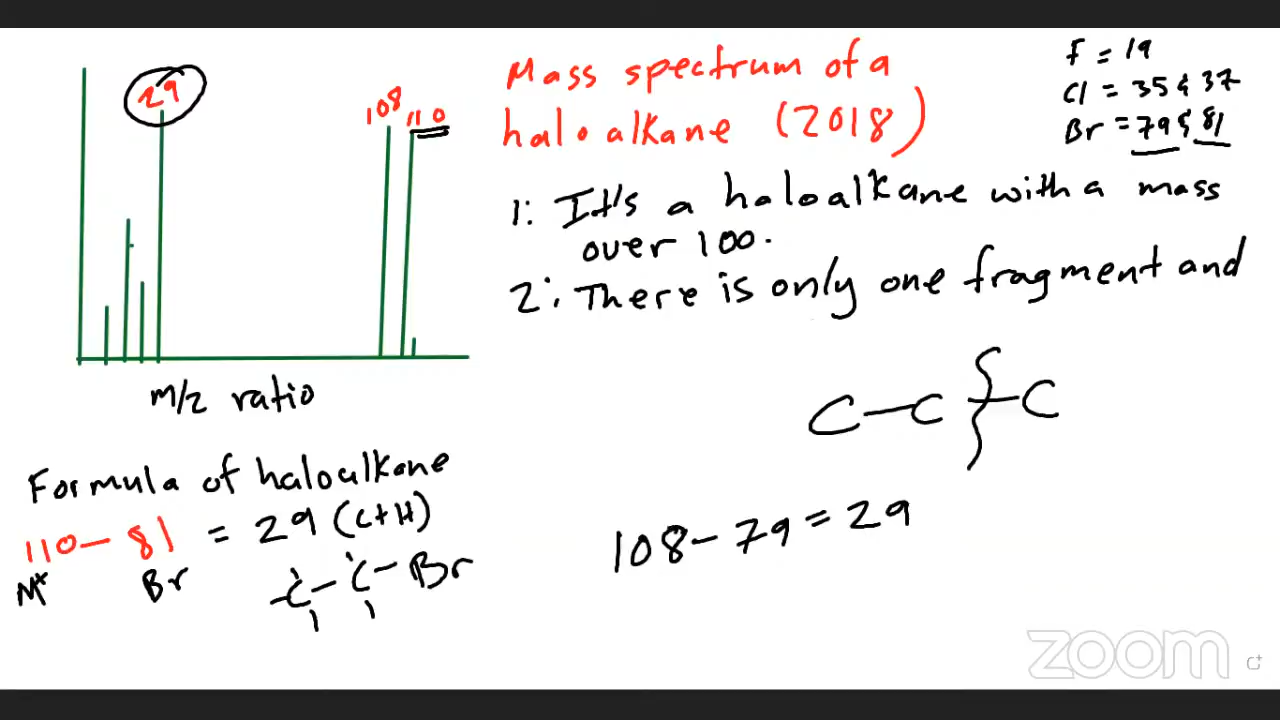 29
108
110
m/z ratio
Mass spectrum of a
haloalkane (2018)
F = 19
Cl = 35 & 37
Br = 79 & 81
1: It's a haloalkane with a mass
over 100.
2: There is only one fragment and
C-C-C
Formula of haloalkane
110 - 81 = 29 (C+H)
M+ Br
C-C-Br
108 - 79 = 29
zoom